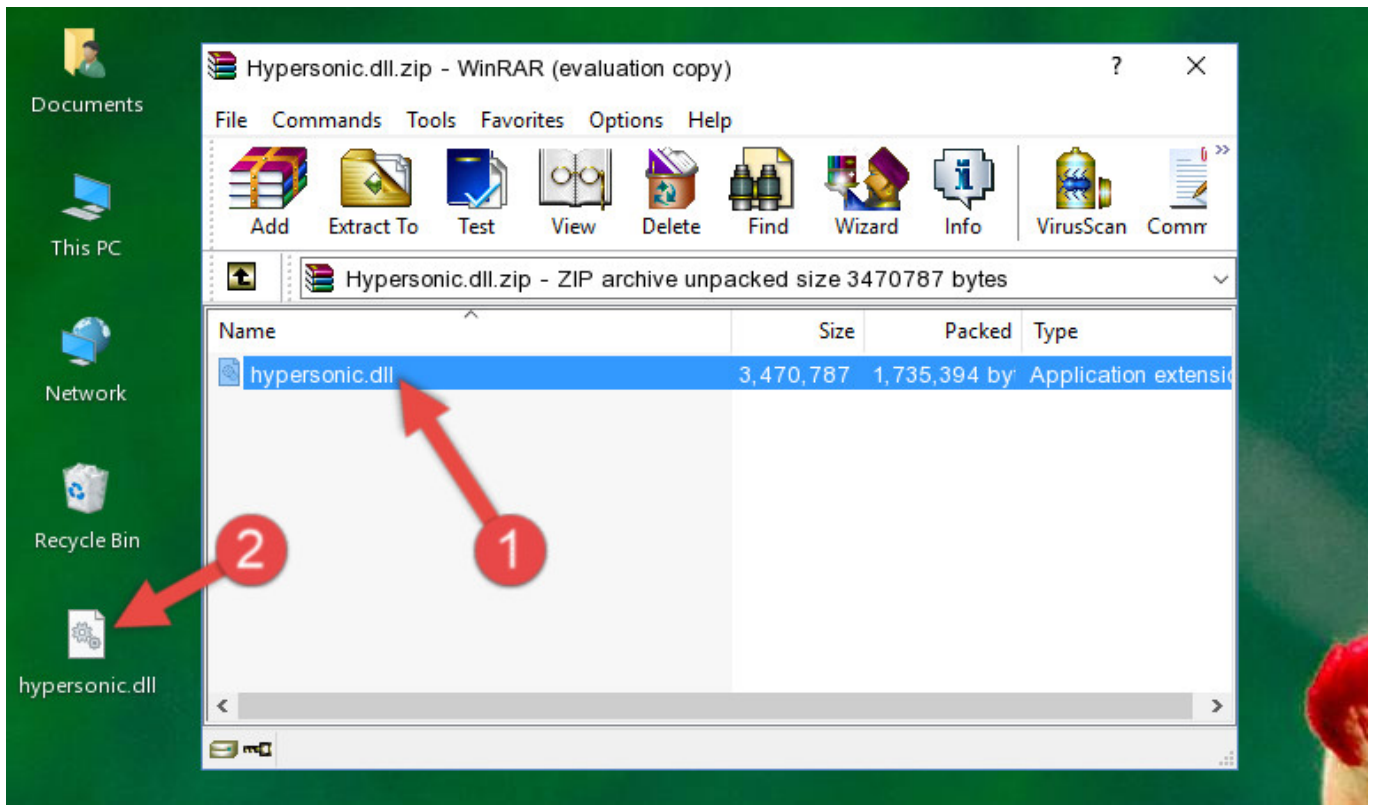 Documents
This PC
Network
Recycle Bin
hypersonic.dll
Hypersonic.dll.zip - WinRAR (evaluation copy)
?
File Commands Tools Favorites Options Help
Add Extract To Test View Delete Find Wizard Info VirusScan Comm
Hypersonic.dll.zip - ZIP archive unpacked size 3470787 bytes
Name Size Packed Type
hypersonic.dll 3,470,787 1,735,394 by Application extensi
1
2